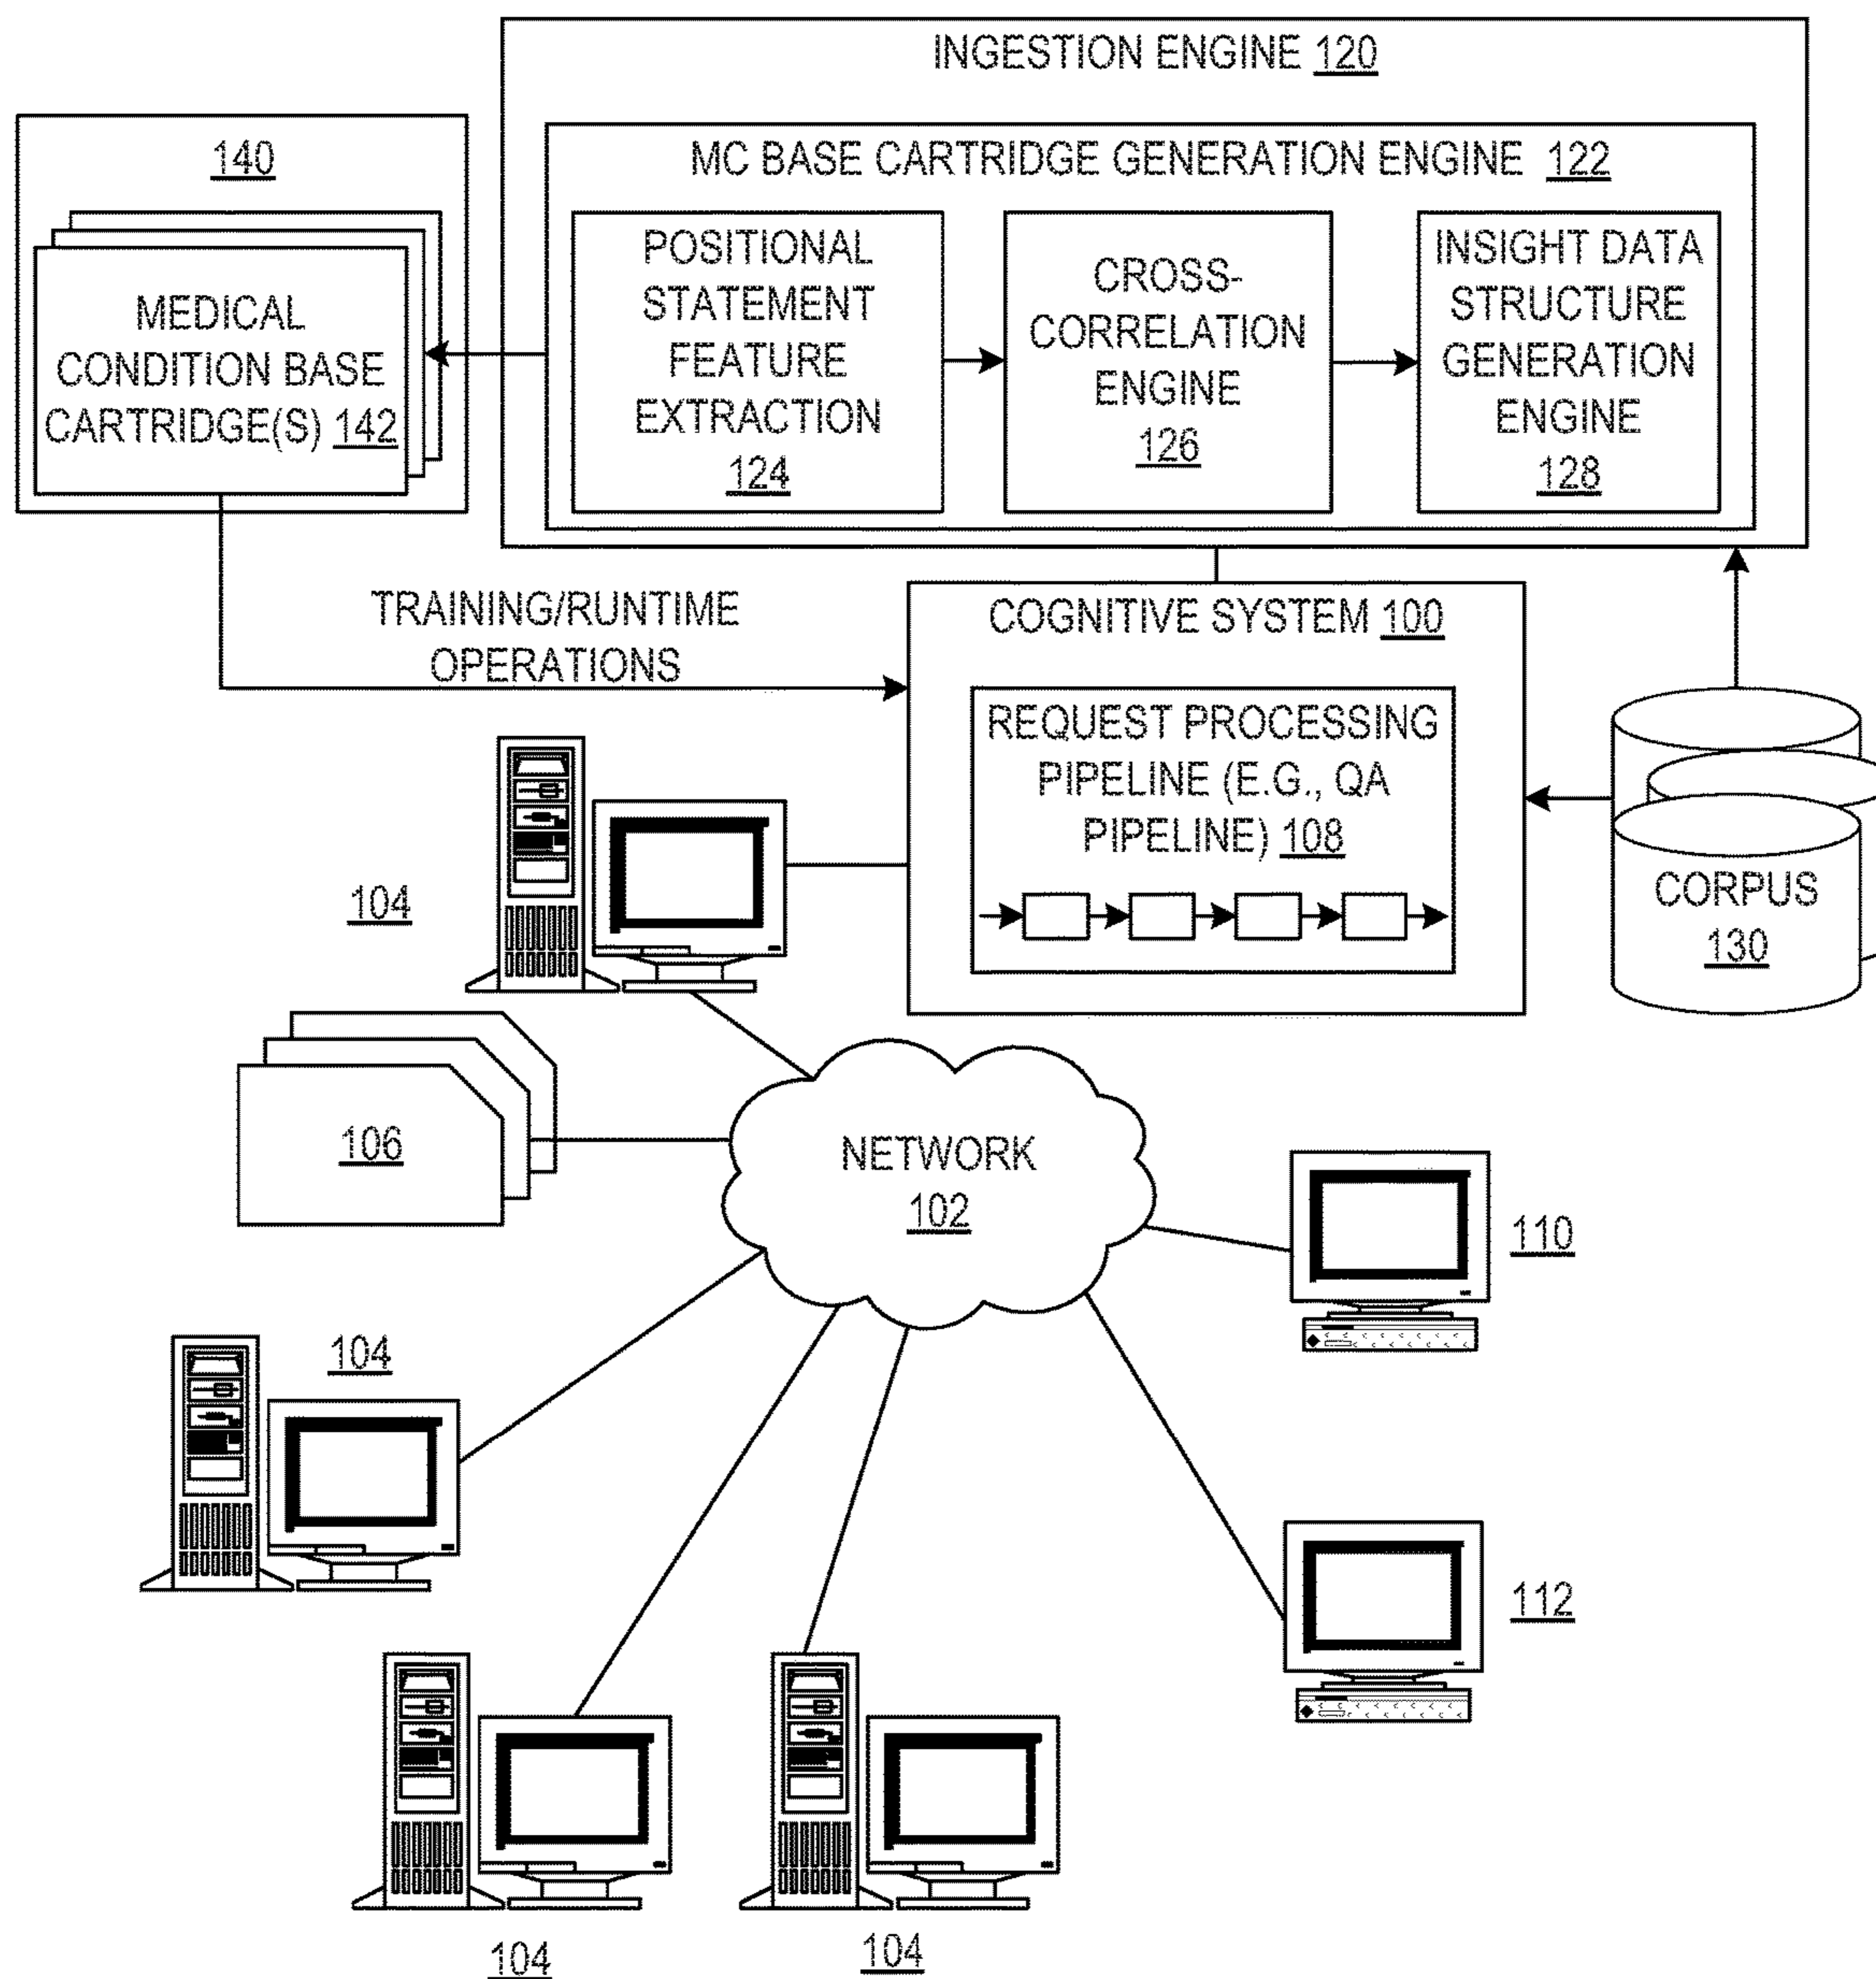 INGESTION ENGINE 120
140
MC BASE CARTRIDGE GENERATION ENGINE 122
MEDICAL
CONDITION BASE
CARTRIDGE(S) 142
POSITIONAL
STATEMENT
FEATURE
EXTRACTION
124
CROSS-
CORRELATION
ENGINE
126
INSIGHT DATA
STRUCTURE
GENERATION
ENGINE
128
TRAINING/RUNTIME
OPERATIONS
COGNITIVE SYSTEM 100
REQUEST PROCESSING
PIPELINE (E.G., QA
PIPELINE) 108
CORPUS
130
104
106
NETWORK
102
110
104
112
104
104